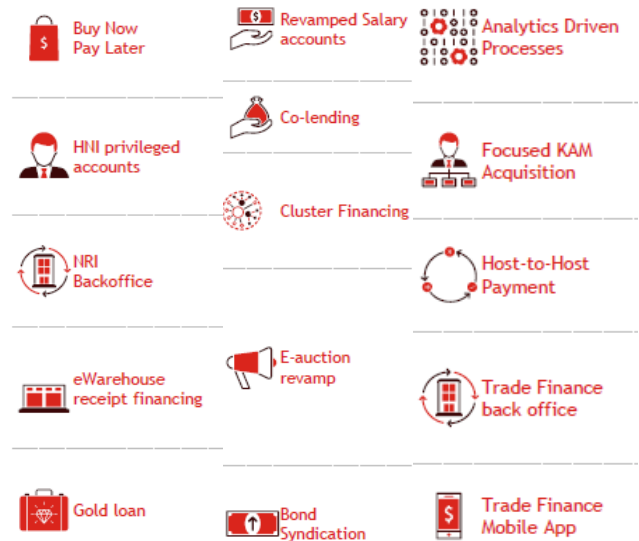 Buy Now
Pay Later
HNI privileged
accounts
NRI
Backoffice
eWarehouse
receipt financing
Gold loan
Revamped Salary
accounts
Co-lending
Cluster Financing
E-auction
revamp
Bond
Syndication
Analytics Driven
Processes
Focused KAM
Acquisition
Host-to-Host
Payment
Trade Finance
back office
Trade Finance
Mobile App